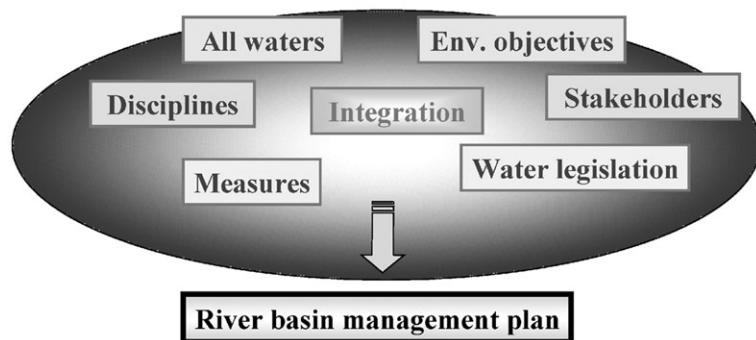 All waters
Env. objectives
Disciplines
Integration
Stakeholders
Measures
Water legislation
River basin management plan